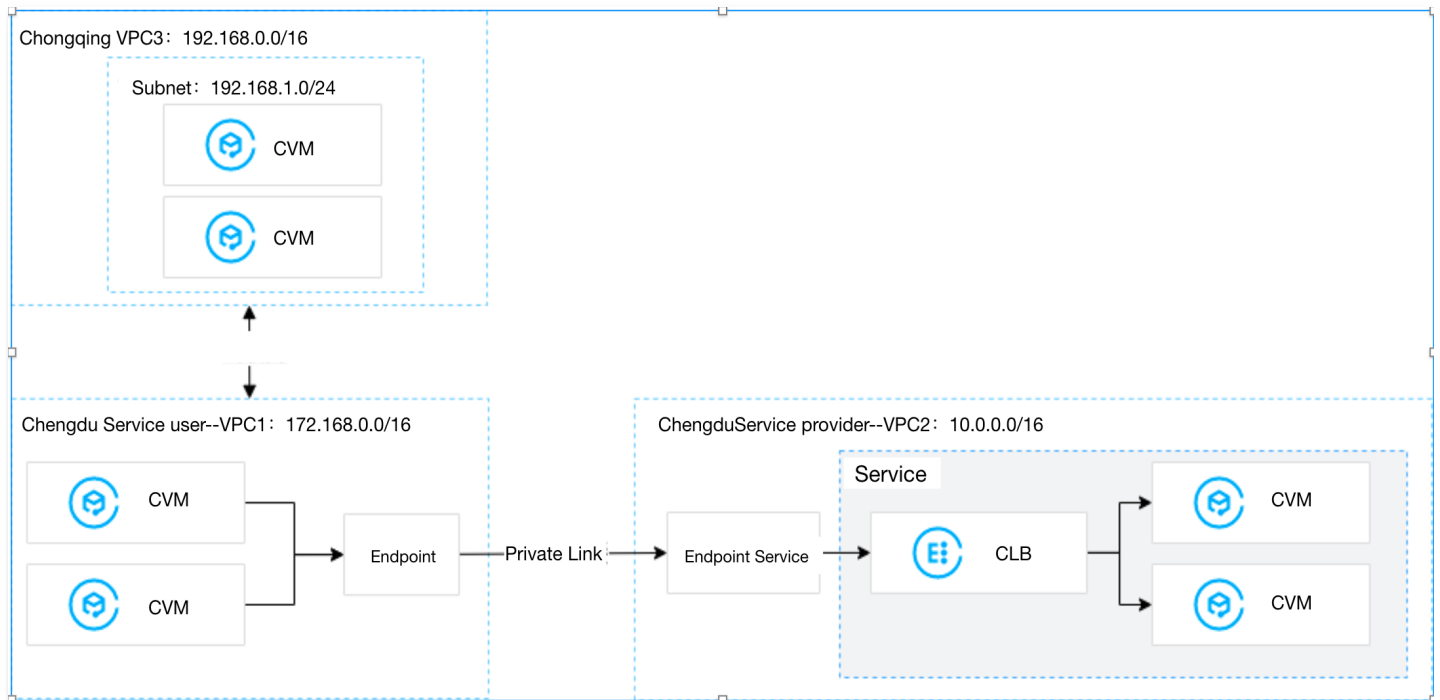 Chongqing VPC3：192.168.0.0/16
Subnet：192.168.1.0/24
CVM
CVM
Chengdu Service user--VPC1：172.168.0.0/16
CVM
CVM
Endpoint
Private Link
ChengduService provider--VPC2：10.0.0.0/16
Endpoint Service
Service
CLB
CVM
CVM